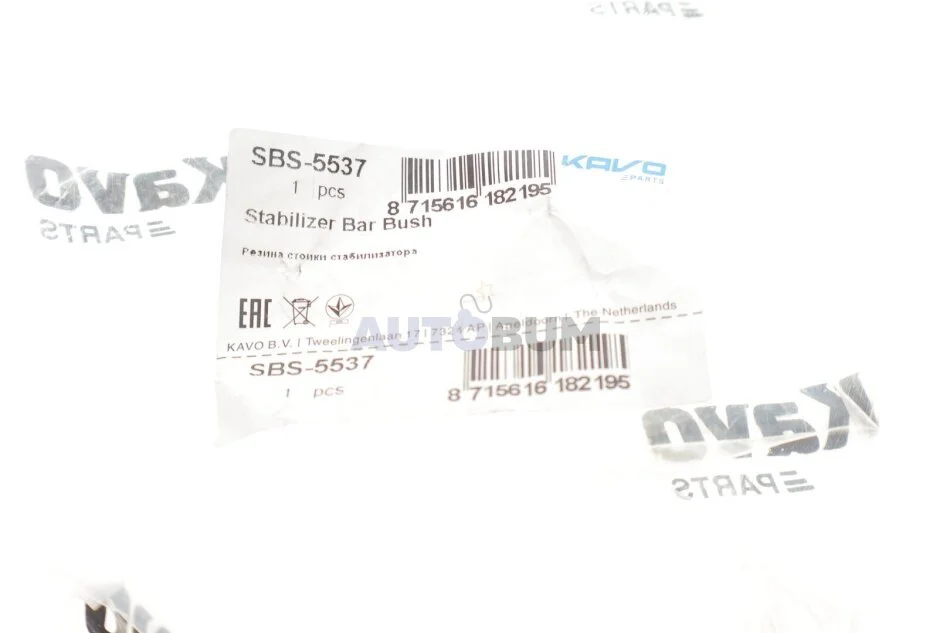 PARTS
SBS-5537
1 pcs
8 715616 182195
KAVO
PARTS
Stabilizer Bar Bush
Резина стойки стабилизатора
Kavo
PARTS
EAC
AUTOBUM
KAVO B.V. | Tweelingenlaan 17 | 7324 AP | Apeldoorn | The Netherlands
SBS-5537
1 pcs
8 715616 182195
Kavo
PARTS